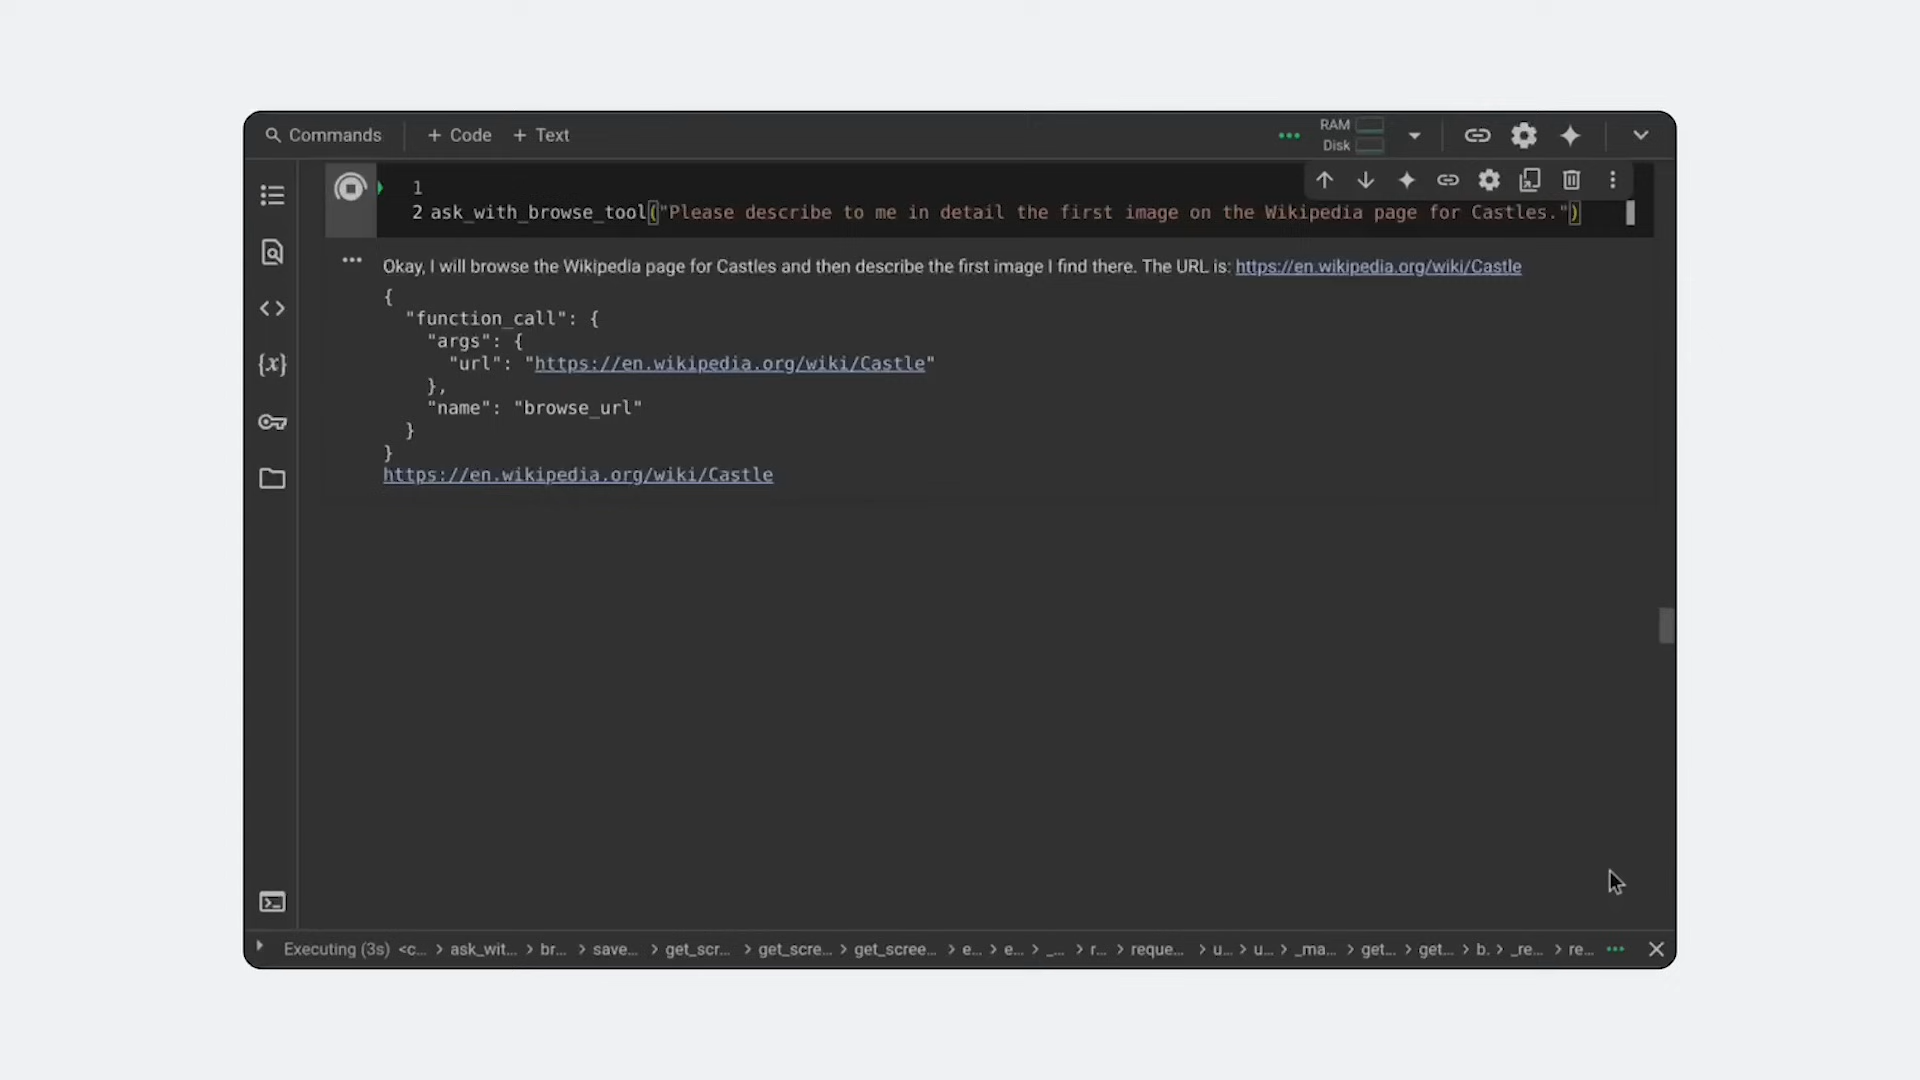 Commands + Code + Text RAM
Disk
1
2 ask_with_browse_tool("Please describe to me in detail the first image on the Wikipedia page for Castles.")
Okay, I will browse the Wikipedia page for Castles and then describe the first image I find there. The URL is: https://en.wikipedia.org/wiki/Castle
{
"function_call": {
"args": {
"url": "https://en.wikipedia.org/wiki/Castle"
},
"name": "browse_url"
}
}
https://en.wikipedia.org/wiki/Castle
Executing (3s) <c... > ask_wit... > br... > save... > get_scr... > get_scre... > get_scree... > e... > e... > _... > r... > reque... > u... > u... > _ma... > get... > get... > b. > _re... > re...